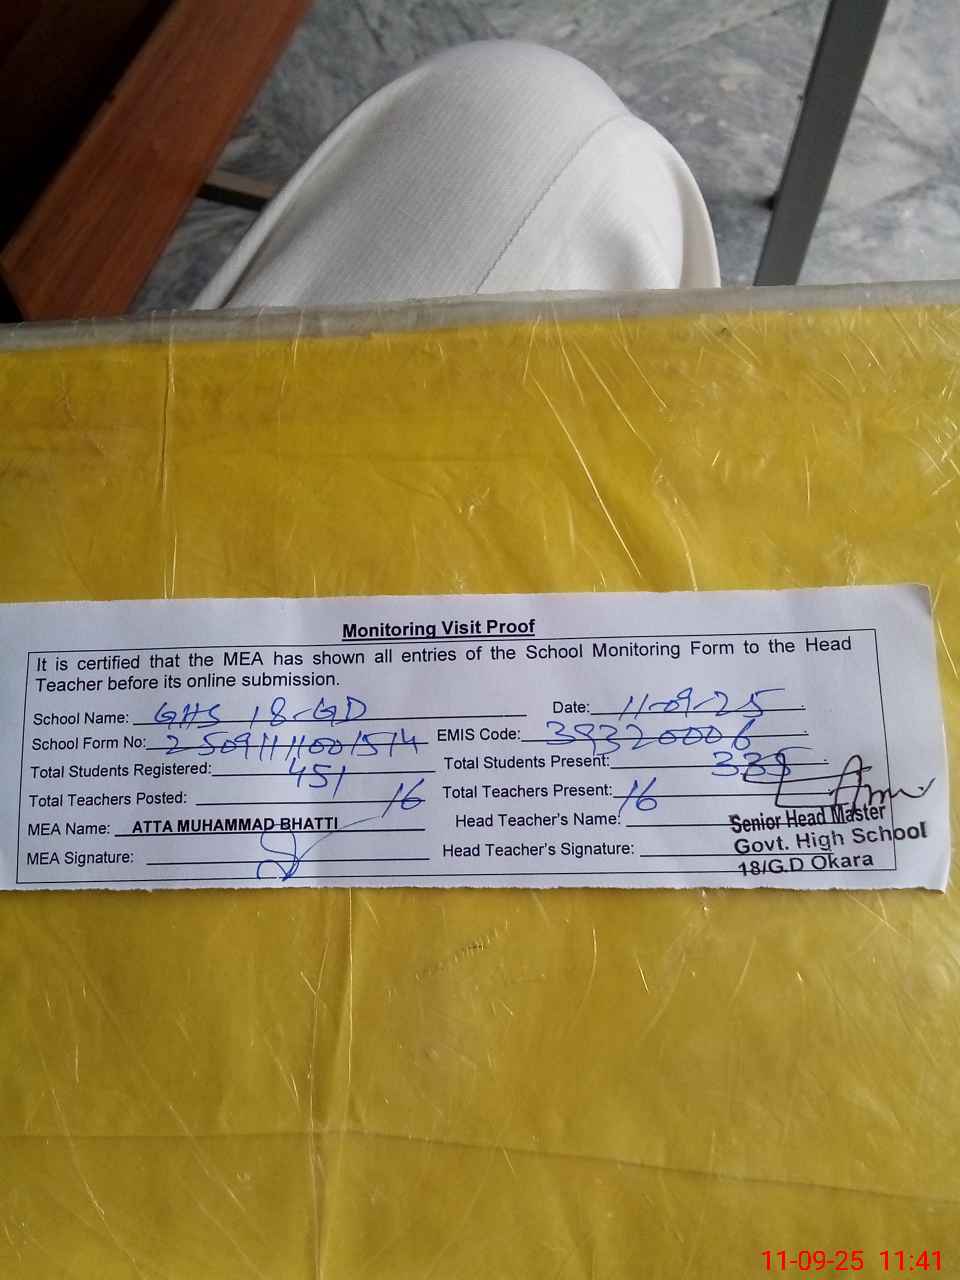 Monitoring Visit Proof
It is certified that the MEA has shown all entries of the School Monitoring Form to the Head
Teacher before its online submission.
School Name: GHS 18-GD Date: 11-09-25
School Form No: 2509111001514 EMIS Code: 39320006
Total Students Registered: 451 Total Students Present: 335
Total Teachers Posted: 16 Total Teachers Present: 16
MEA Name: ATTA MUHAMMAD BHATTI Head Teacher's Name:
MEA Signature: Head Teacher's Signature:
Senior Head Master
Govt. High School
18/G.D Okara
11-09-25 11:41